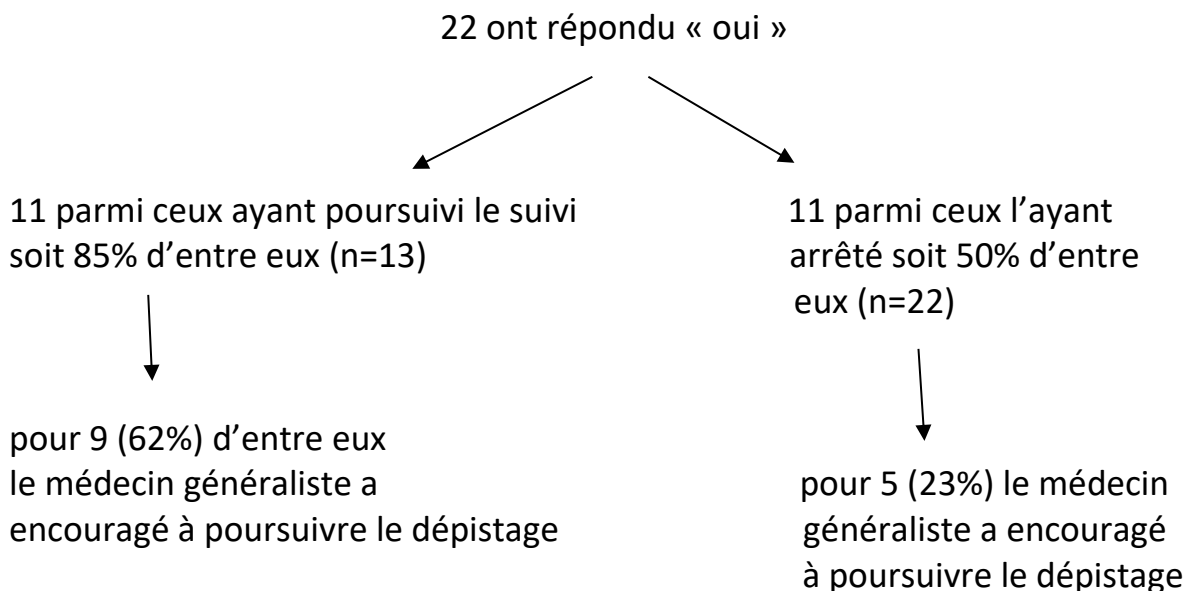 22 ont répondu « oui »
11 parmi ceux ayant poursuivi le suivi
soit 85% d’entre eux (n=13)
11 parmi ceux l’ayant
arrêté soit 50% d’entre
eux (n=22)
pour 9 (62%) d’entre eux
le médecin généraliste a
encouragé à poursuivre le dépistage
pour 5 (23%) le médecin
généraliste a encouragé
à poursuivre le dépistage